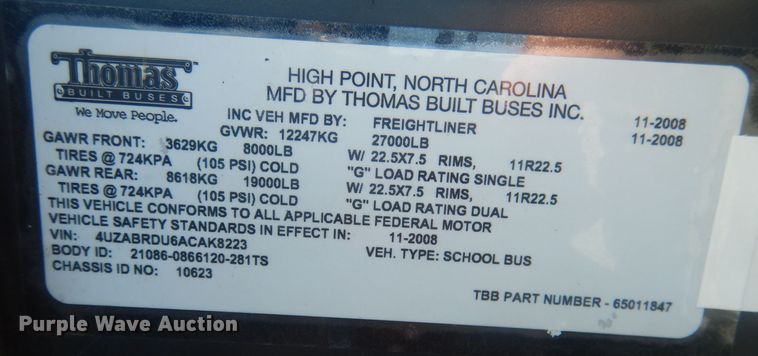 Thomas
BUILT BUSES
We Move People.
HIGH POINT, NORTH CAROLINA
MFD BY THOMAS BUILT BUSES INC. 11-2008
INC VEH MFD BY: FREIGHTLINER 11-2008
GVWR: 12247KG 27000LB
GAWR FRONT: 3629KG 8000LB W/ 22.5X7.5 RIMS, 11R22.5
TIRES @ 724KPA (105 PSI) COLD "G" LOAD RATING SINGLE
GAWR REAR: 8618KG 19000LB W/ 22.5X7.5 RIMS, 11R22.5
TIRES @ 724KPA (105 PSI) COLD "G" LOAD RATING DUAL
THIS VEHICLE CONFORMS TO ALL APPLICABLE FEDERAL MOTOR
VEHICLE SAFETY STANDARDS IN EFFECT IN: 11-2008
VIN: 4UZABRDU6ACAK8223
BODY ID: 21086-0866120-281TS VEH. TYPE: SCHOOL BUS
CHASSIS ID NO: 10623
TBB PART NUMBER - 65011847
Purple Wave Auction